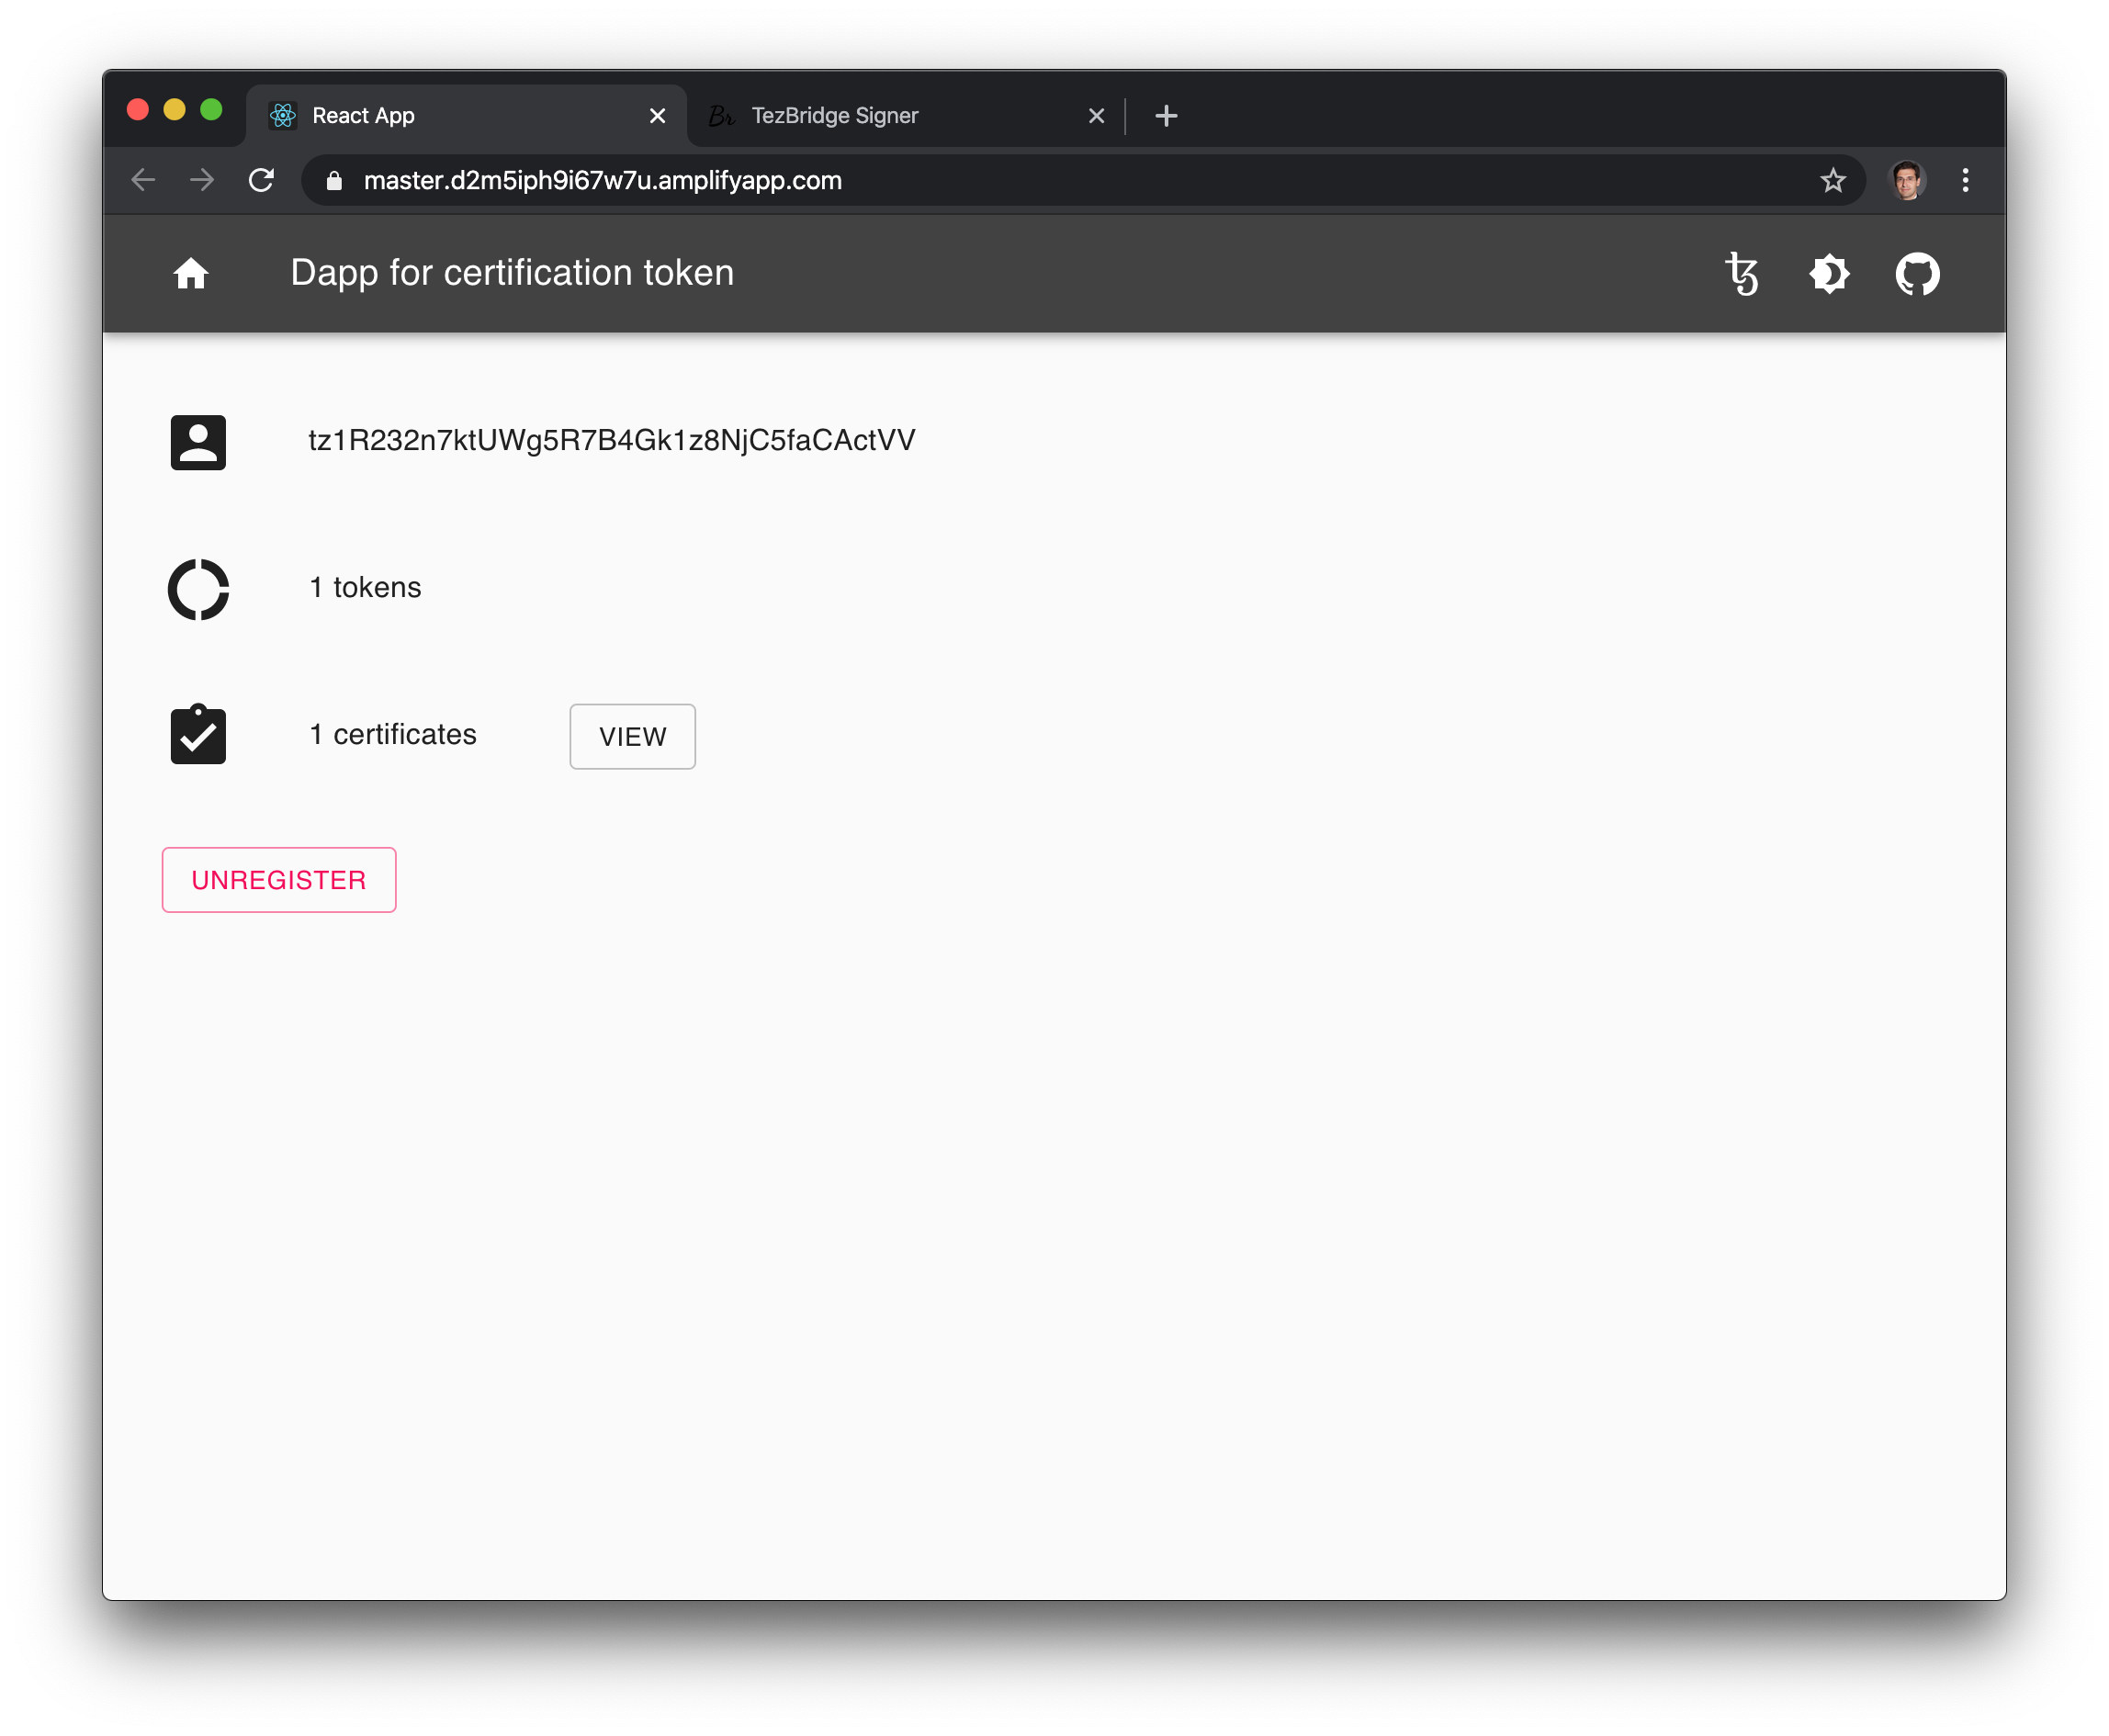 React App
Br TezBridge Signer
master.d2m5iph9i67w7u.amplifyapp.com
Dapp for certification token
tz1R232n7ktUWg5R7B4Gk1z8NjC5faCActVV
1 tokens
1 certificates VIEW
UNREGISTER